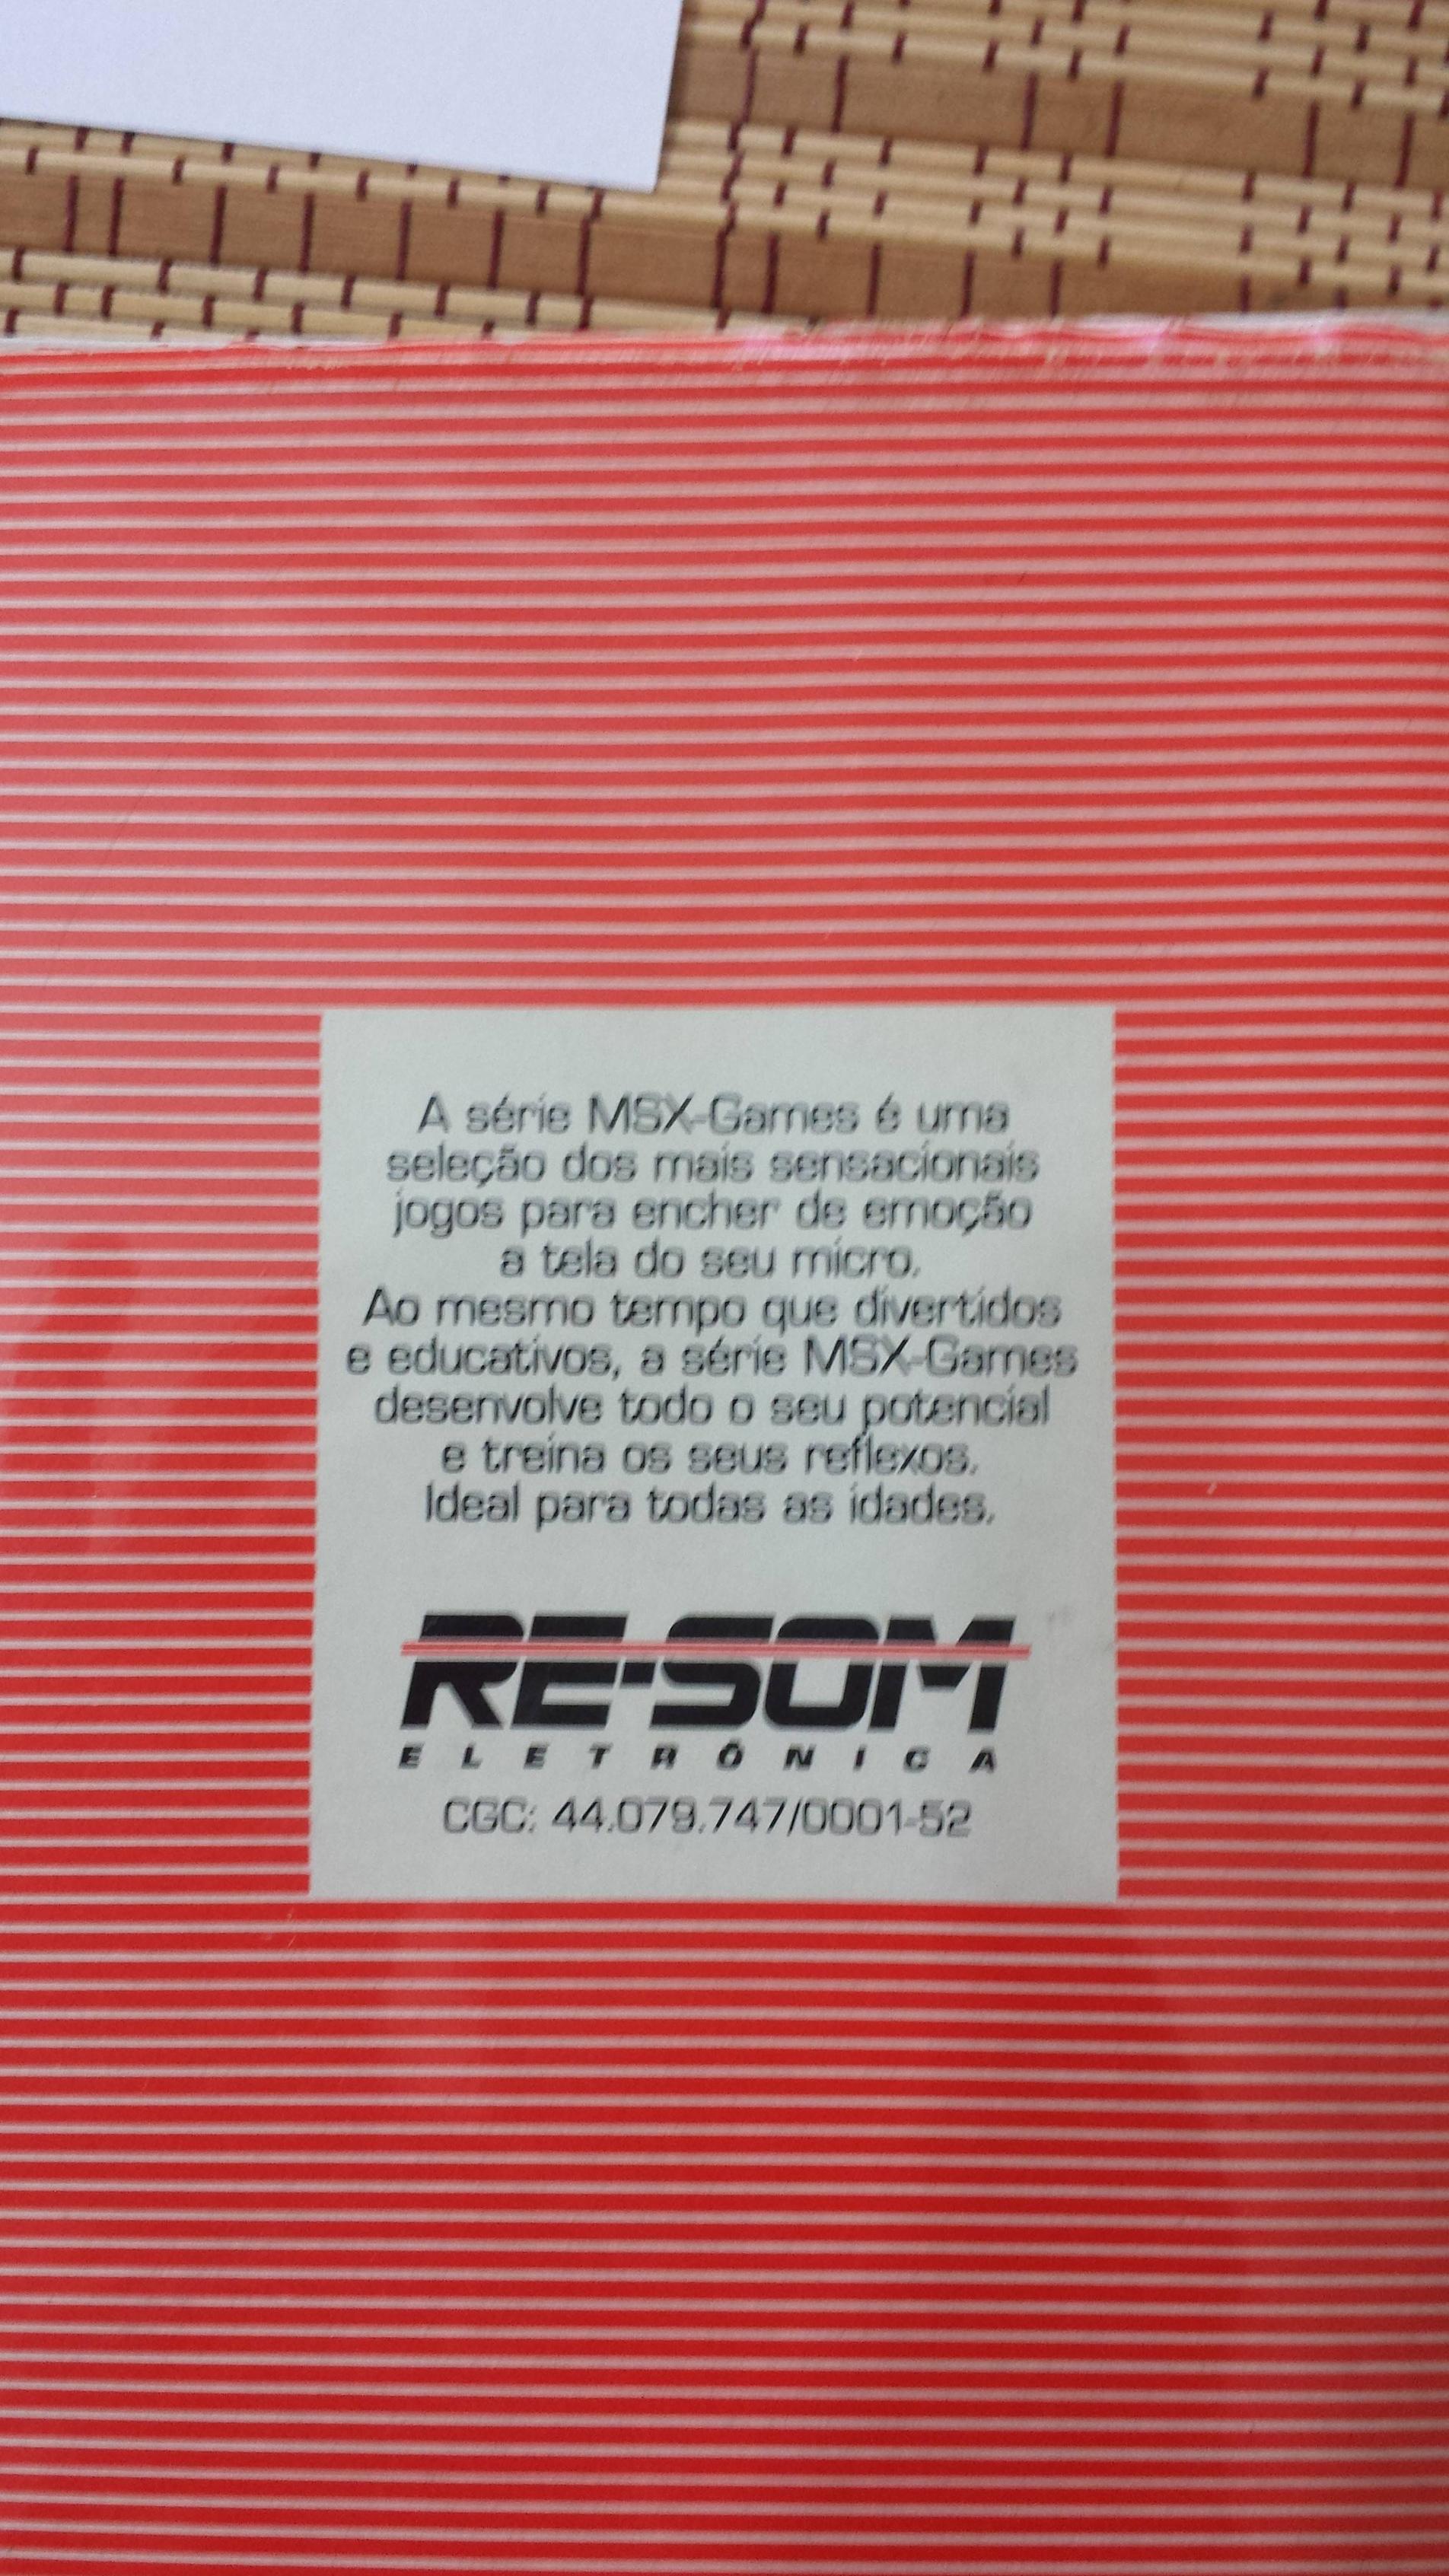 A série MSX-Games é uma
seleção dos mais sensacionais
jogos para encher de emoção
a tela do seu micro.
Ao mesmo tempo que divertidos
e educativos, a série MSX-Games
desenvolve todo o seu potencial
e treina os seus reflexos.
Ideal para todas as idades.
RE-SOM
ELETRÔNICA
CGC: 44.079.747/0001-52